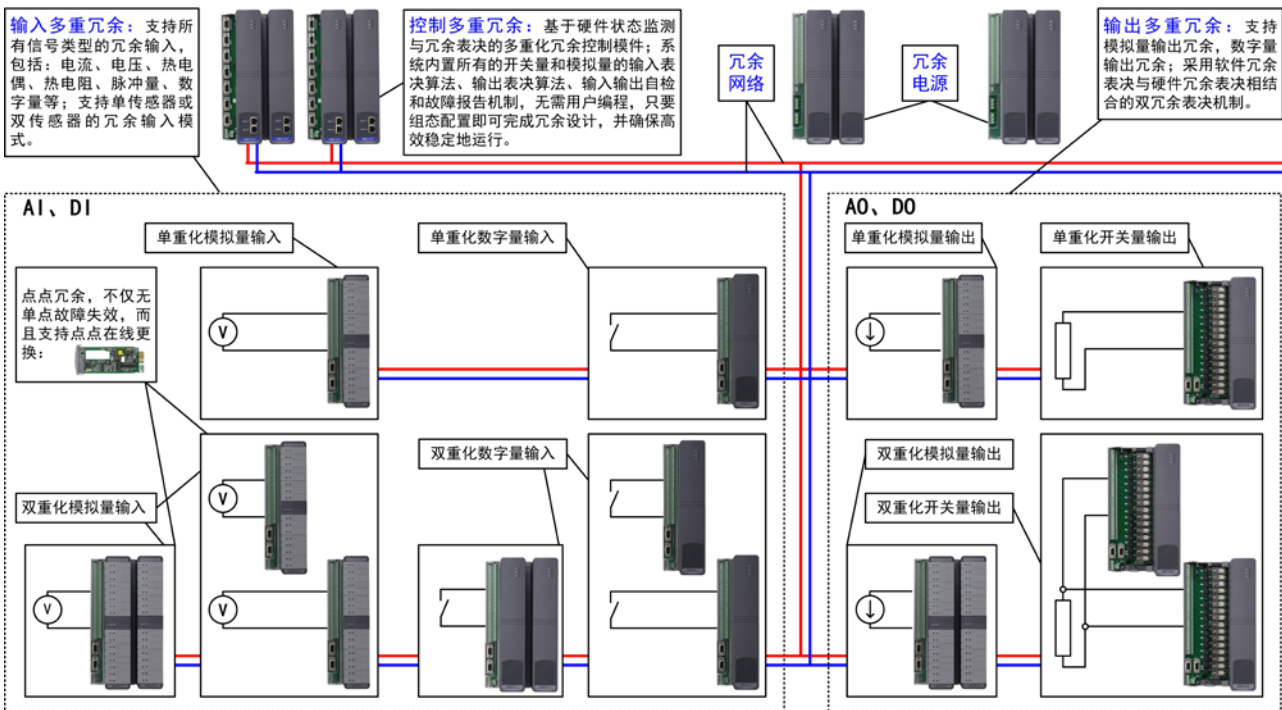 输入多重冗余：支持所
有信号类型的冗余输入，
包括：电流、电压、热电
偶、热电阻、脉冲量、数
字量等；支持单传感器或
双传感器的冗余输入模
式。
控制多重冗余：基于硬件状态监测
与冗余表决的多重化冗余控制模件；系
统内置所有的开关量和模拟量的输入表
决算法、输出表决算法、输入输出自检
和故障报告机制，无需用户编程，只要
组态配置即可完成冗余设计，并确保高
效稳定地运行。
冗余
网络
冗余
电源
输出多重冗余：支持
模拟量输出冗余，数字量
输出冗余；采用软件冗余
表决与硬件冗余表决相结
合的双冗余表决机制。
AI、DI
单重化模拟量输入
单重化数字量输入
点点冗余，不仅无
单点故障失效，而
且支持点点在线更
换：
V
双重化模拟量输入
V
双重化数字量输入
V
V
AO、DO
单重化模拟量输出
单重化开关量输出
双重化模拟量输出
双重化开关量输出